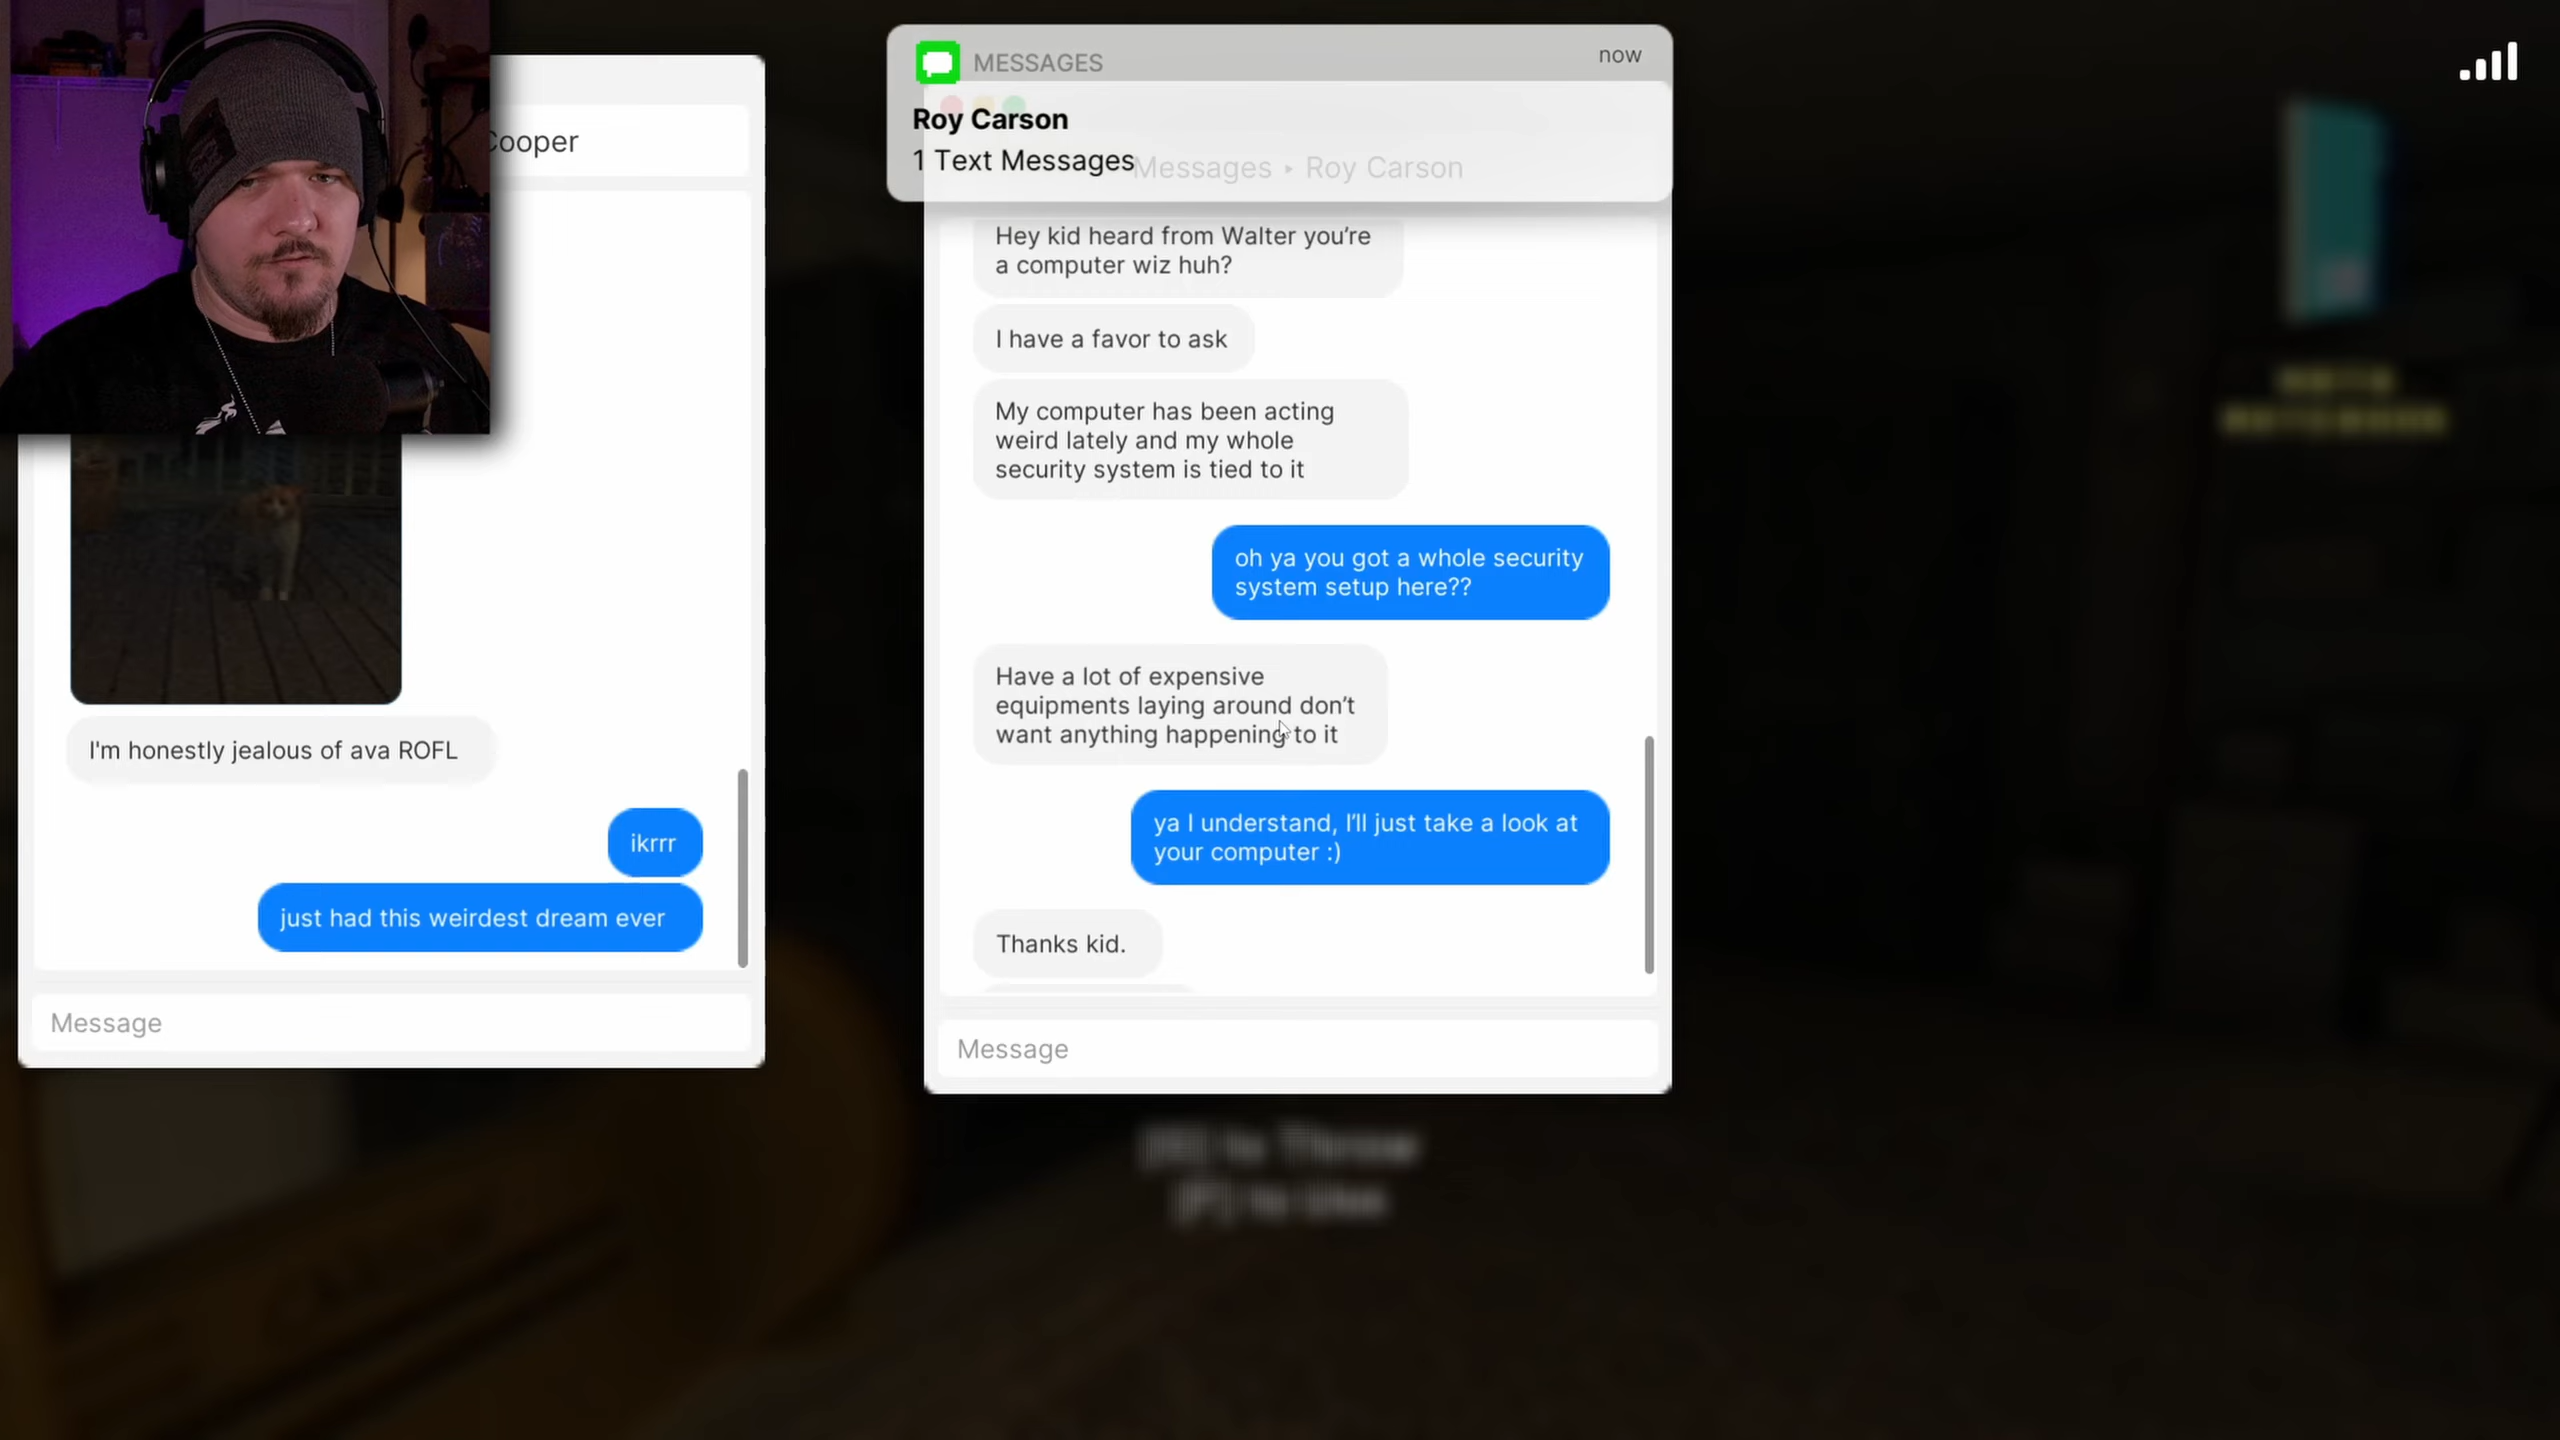 Cooper
I'm honestly jealous of ava ROFL
ikrrr
just had this weirdest dream ever
Message
MESSAGES
now
Roy Carson
1 Text Messages
Messages • Roy Carson
Hey kid heard from Walter you’re
a computer wiz huh?
I have a favor to ask
My computer has been acting
weird lately and my whole
security system is tied to it
oh ya you got a whole security
system setup here??
Have a lot of expensive
equipments laying around don’t
want anything happening to it
ya I understand, I’ll just take a look at
your computer :)
Thanks kid.
Message
to Throw
to Use